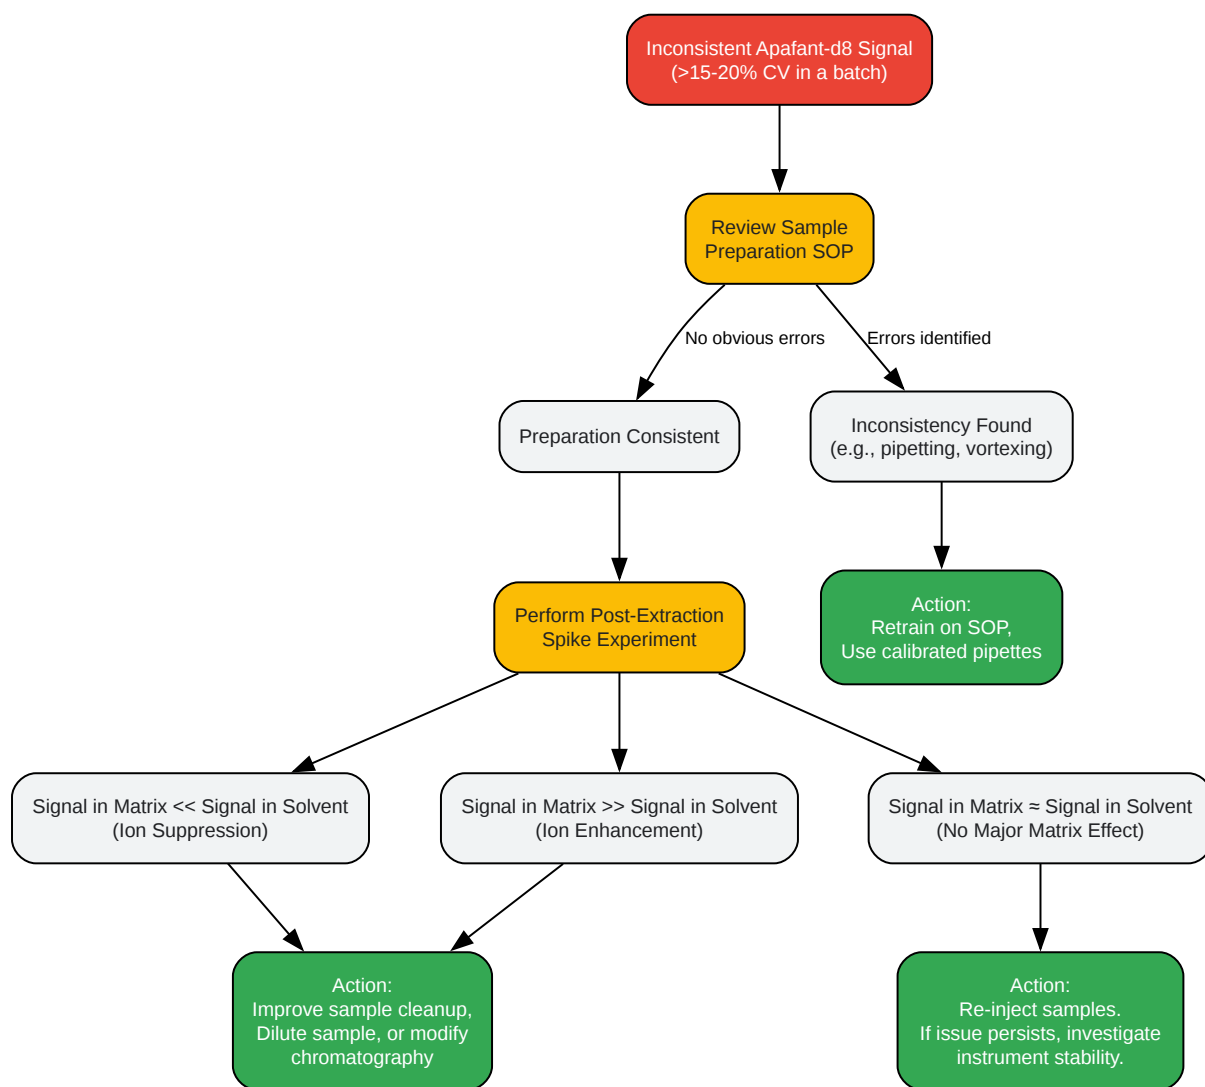 Inconsistent Apafant-d8 Signal
(>15-20% CV in a batch)
Review Sample
Preparation SOP
No obvious errors
Errors identified
Preparation Consistent
Inconsistency Found
(e.g., pipetting, vortexing)
Perform Post-Extraction
Spike Experiment
Action:
Retrain on SOP,
Use calibrated pipettes
Signal in Matrix << Signal in Solvent
(Ion Suppression)
Signal in Matrix >> Signal in Solvent
(Ion Enhancement)
Signal in Matrix ≈ Signal in Solvent
(No Major Matrix Effect)
Action:
Improve sample cleanup,
Dilute sample, or modify
chromatography
Action:
Re-inject samples.
If issue persists, investigate
instrument stability.